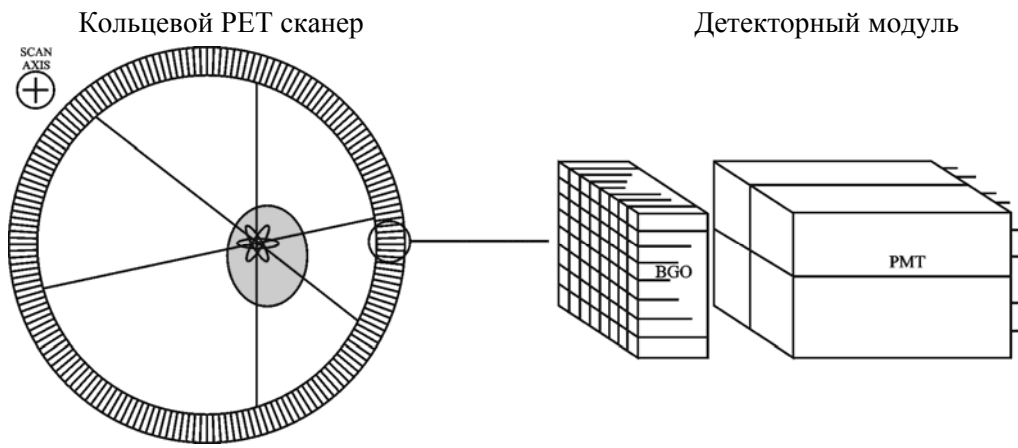 Кольцевой PET сканер
Детекторный модуль
SCAN
AXIS
BGO
PMT